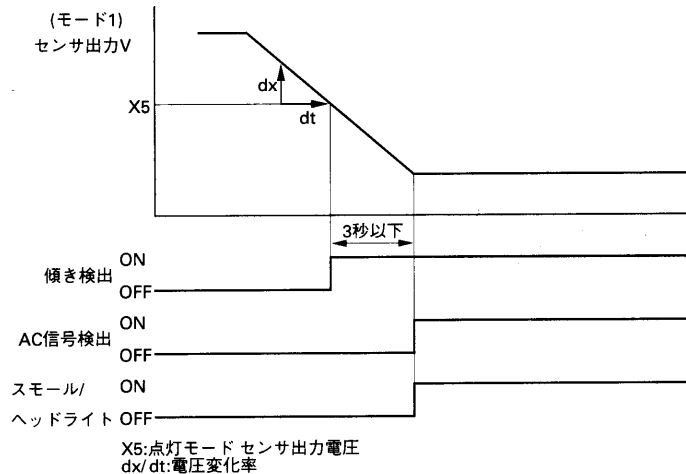 (モード1)
センサ出力V
dx
X5
dt
3秒以下
傾き検出
ON
OFF
AC信号検出
ON
OFF
スモール/
ヘッドライト
ON
OFF
X5:点灯モード センサ出力電圧
dx/dt:電圧変化率